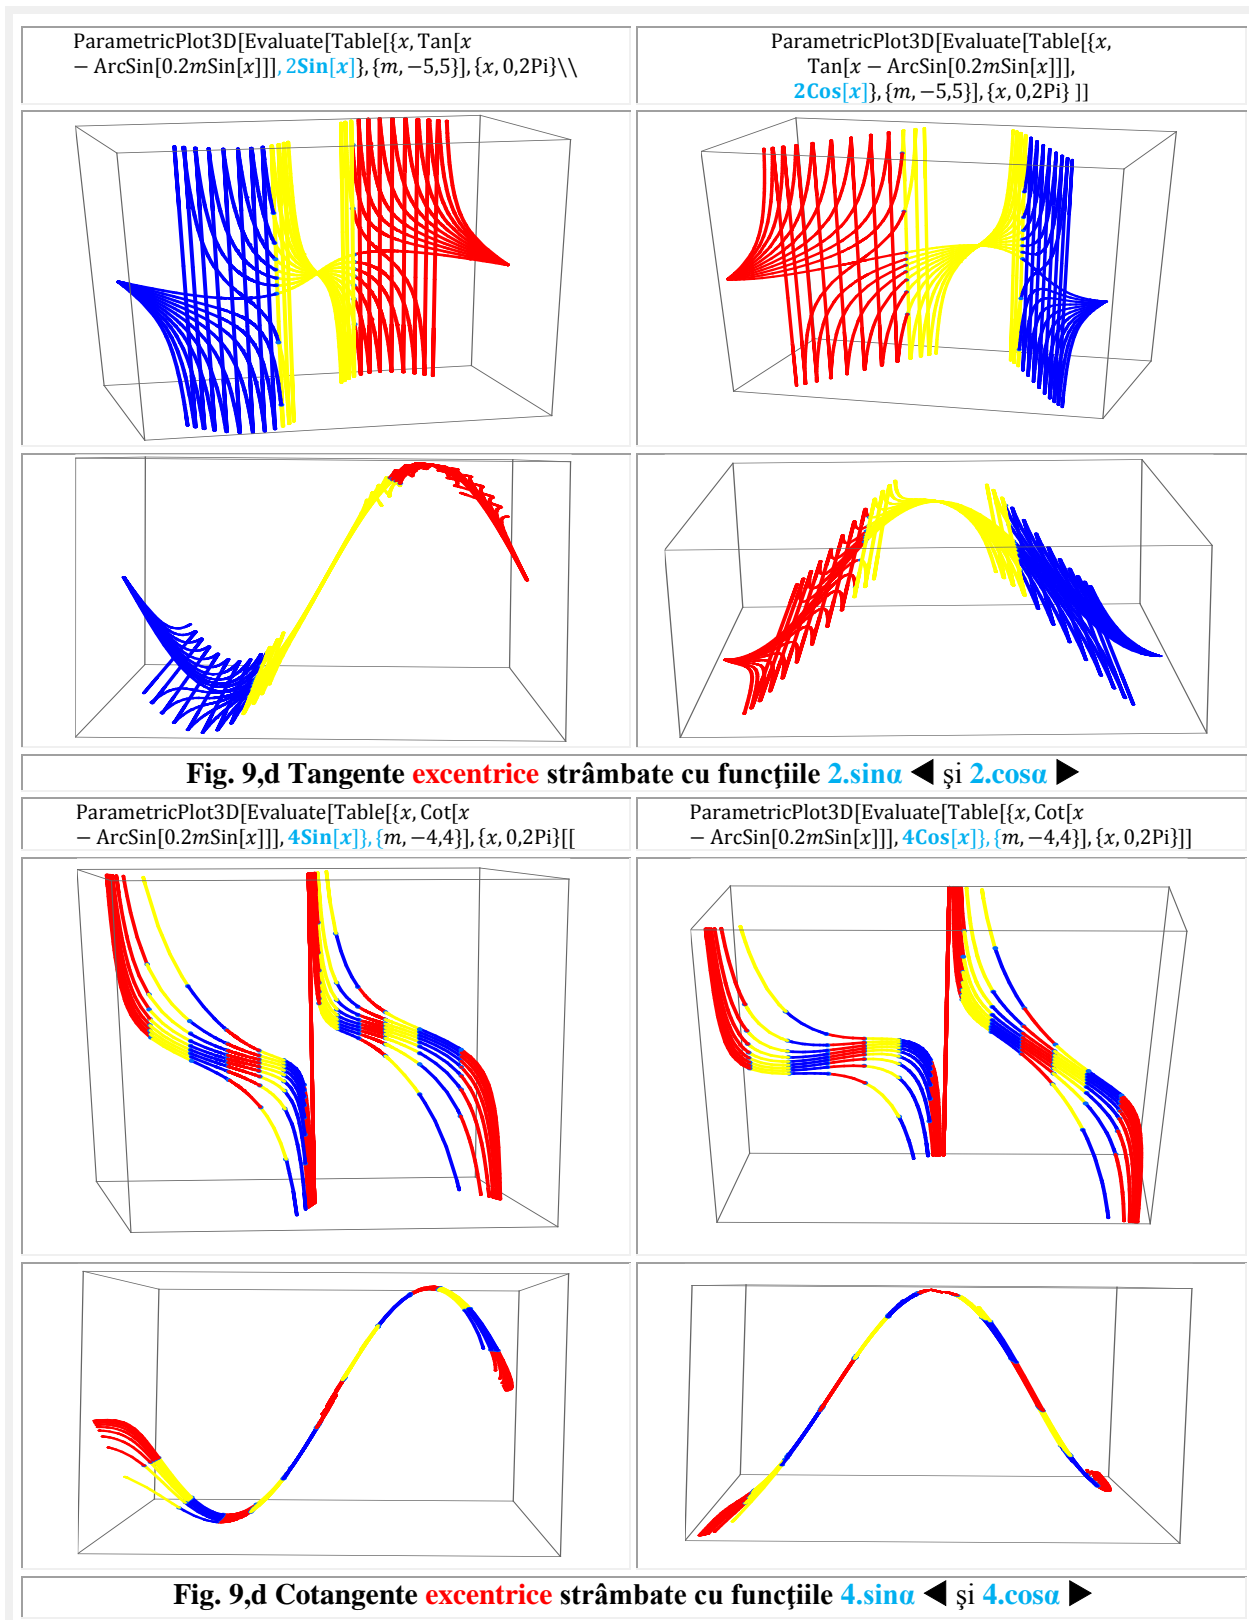 ParametricPlot3D[Evaluate[Table[{x, Tan[x
− ArcSin[0.2mSin[x]]], 2Sin[x]}, {m, −5,5}], {x, 0,2Pi}\\
ParametricPlot3D[Evaluate[Table[{x,
Tan[x − ArcSin[0.2mSin[x]]],
2Cos[x]}, {m, −5,5}], {x, 0,2Pi} ]]
Fig. 9,d Tangente excentrice strâmbate cu funcţiile 2.sinα ◀ şi 2.cosα ▶
ParametricPlot3D[Evaluate[Table[{x, Cot[x
− ArcSin[0.2mSin[x]]], 4Sin[x]}, {m, −4,4}], {x, 0,2Pi}[[
ParametricPlot3D[Evaluate[Table[{x, Cot[x
− ArcSin[0.2mSin[x]]], 4Cos[x]}, {m, −4,4}], {x, 0,2Pi}]]
Fig. 9,d Cotangente excentrice strâmbate cu funcţiile 4.sinα ◀ şi 4.cosα ▶